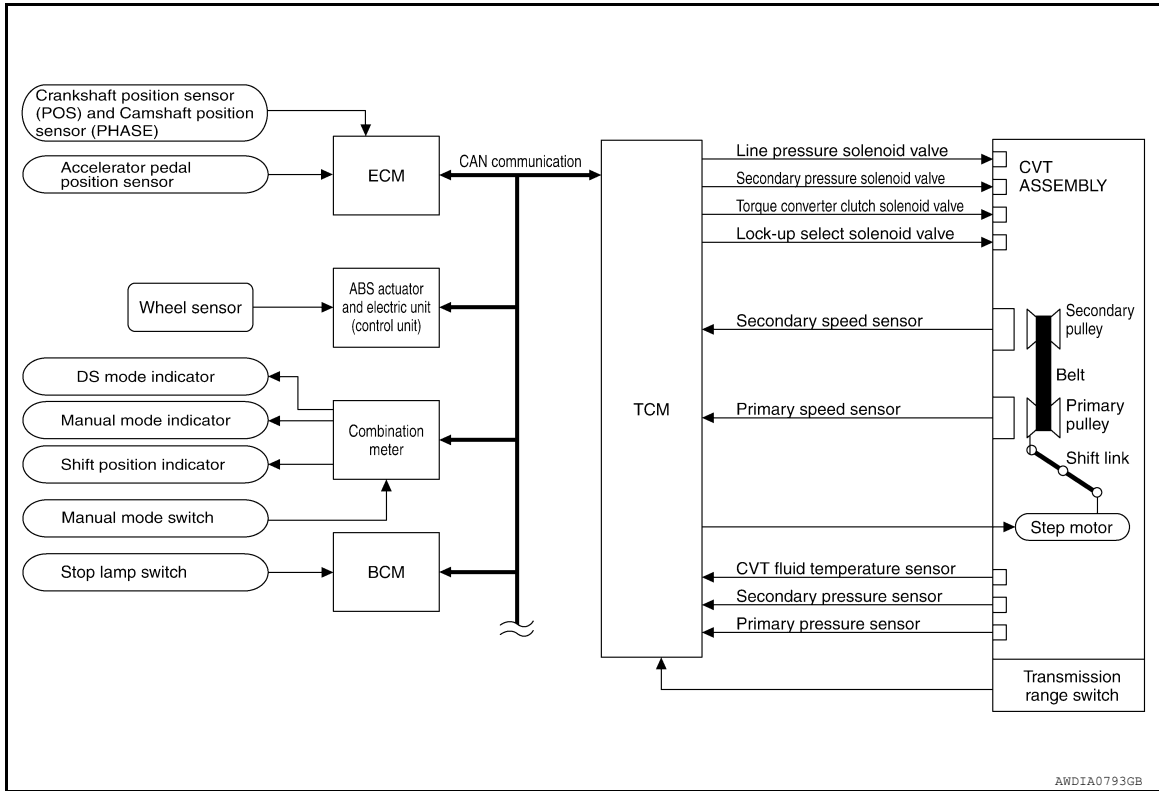 Crankshaft position sensor
(POS) and Camshaft position
sensor (PHASE)
Accelerator pedal
position sensor
ECM
CAN communication
Wheel sensor
ABS actuator
and electric unit
(control unit)
DS mode indicator
Manual mode indicator
Shift position indicator
Manual mode switch
Combination
meter
Stop lamp switch
BCM
TCM
Line pressure solenoid valve
Secondary pressure solenoid valve
Torque converter clutch solenoid valve
Lock-up select solenoid valve
Secondary speed sensor
Primary speed sensor
CVT fluid temperature sensor
Secondary pressure sensor
Primary pressure sensor
CVT
ASSEMBLY
Secondary
pulley
Belt
Primary
pulley
Shift link
Step motor
Transmission
range switch
AWDIA0793GB